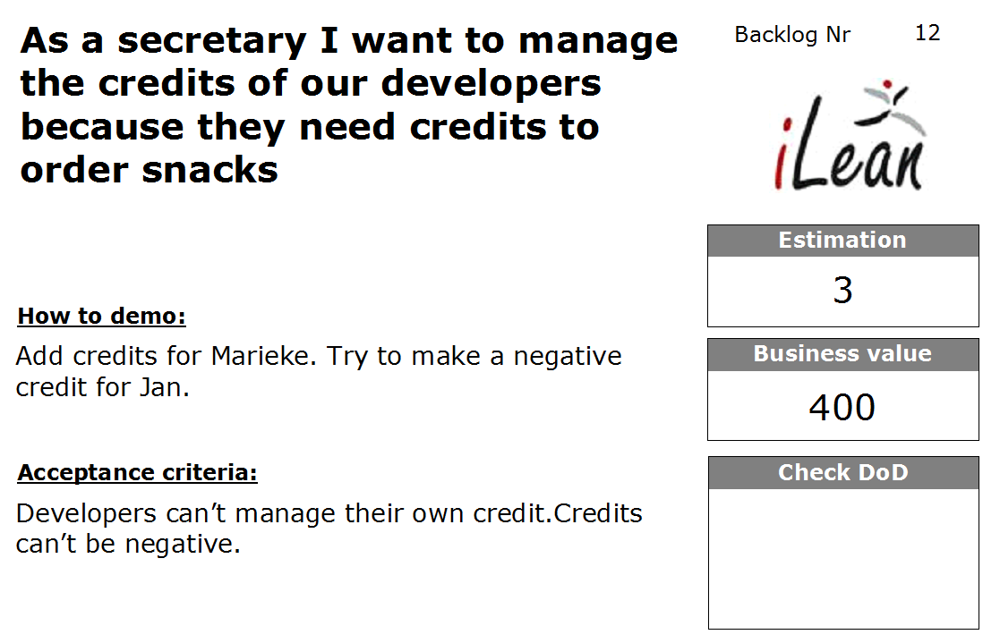 As a secretary I want to manage
the credits of our developers
because they need credits to
order snacks
Backlog Nr 12
iLean
Estimation
3
How to demo:
Add credits for Marieke. Try to make a negative
credit for Jan.
Business value
400
Acceptance criteria:
Developers can’t manage their own credit.Credits
can’t be negative.
Check DoD